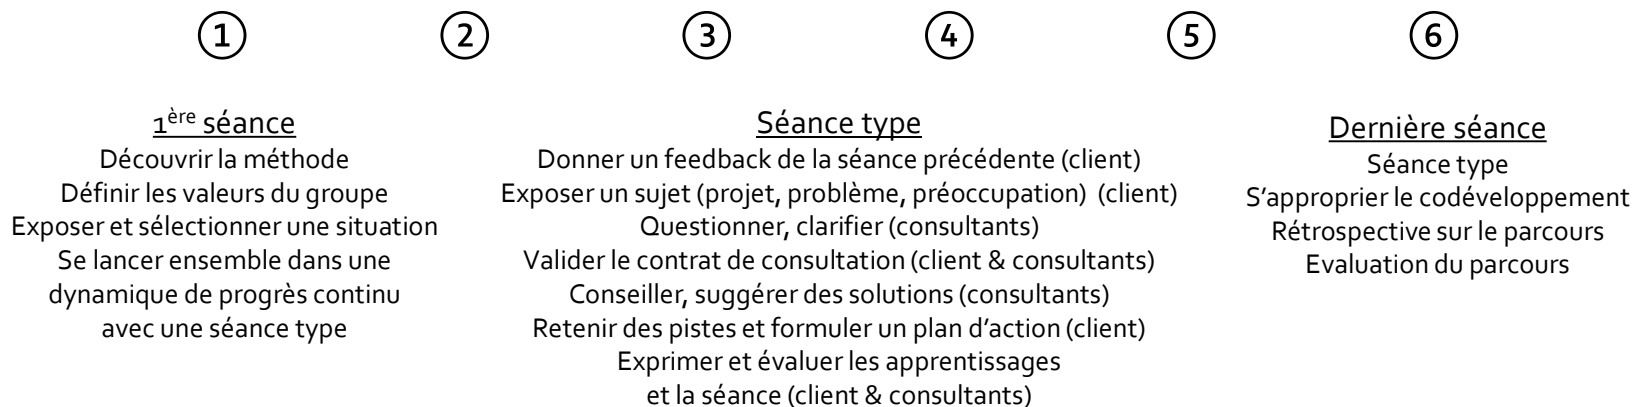 ① ② ③ ④ ⑤ ⑥
1ère séance
Découvrir la méthode
Définir les valeurs du groupe
Exposer et sélectionner une situation
Se lancer ensemble dans une
dynamique de progrès continu
avec une séance type
Séance type
Donner un feedback de la séance précédente (client)
Exposer un sujet (projet, problème, préoccupation) (client)
Questionner, clarifier (consultants)
Valider le contrat de consultation (client & consultants)
Conseiller, suggérer des solutions (consultants)
Retenir des pistes et formuler un plan d’action (client)
Exprimer et évaluer les apprentissages
et la séance (client & consultants)
Dernière séance
Séance type
S’approprier le codéveloppement
Rétrospective sur le parcours
Evaluation du parcours